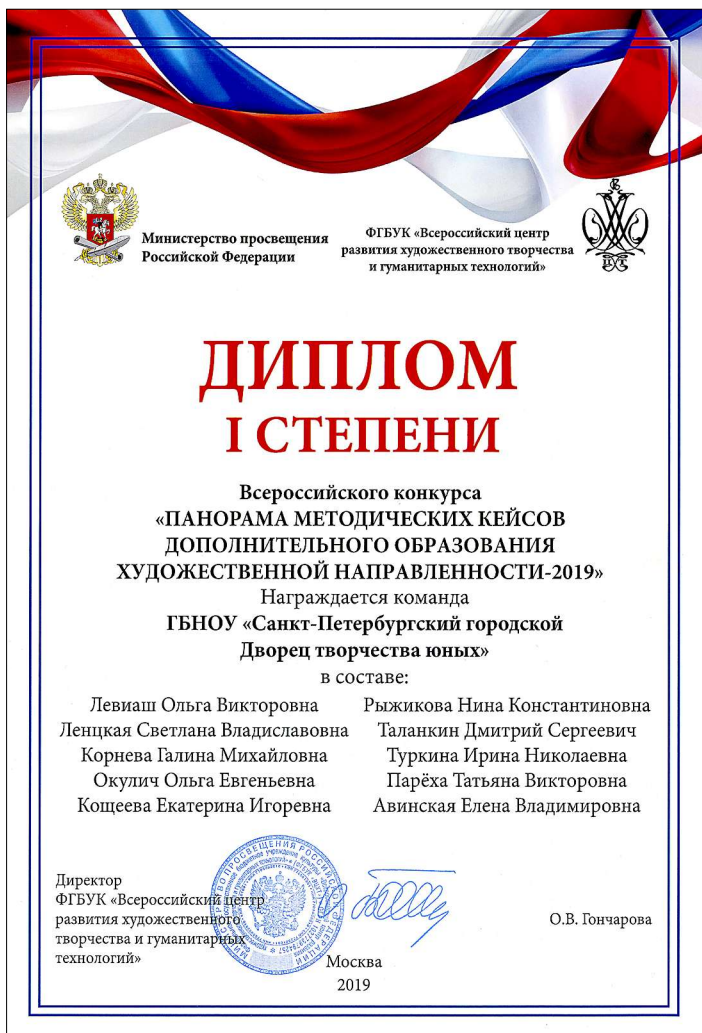 Министерство просвещения
Российской Федерации
ФГБУК «Всероссийский центр
развития художественного творчества
и гуманитарных технологий»
ДИПЛОМ
I СТЕПЕНИ
Всероссийского конкурса
«ПАНОРАМА МЕТОДИЧЕСКИХ КЕЙСОВ
ДОПОЛНИТЕЛЬНОГО ОБРАЗОВАНИЯ
ХУДОЖЕСТВЕННОЙ НАПРАВЛЕННОСТИ-2019»
Награждается команда
ГБНОУ «Санкт-Петербургский городской
Дворец творчества юных»
в составе:
Левиаш Ольга Викторовна
Ленцкая Светлана Владиславовна
Корнева Галина Михайловна
Окулич Ольга Евгеньевна
Кощеева Екатерина Игоревна
Рыжикова Нина Константиновна
Таланкин Дмитрий Сергеевич
Туркина Ирина Николаевна
Парёха Татьяна Викторовна
Авинская Елена Владимировна
Директор
ФГБУК «Всероссийский центр
развития художественного
творчества и гуманитарных
технологий»
МИНИСТЕРСТВО ПРОСВЕЩЕНИЯ РОССИЙСКОЙ ФЕДЕРАЦИИ
О.В. Гончарова
Москва
2019